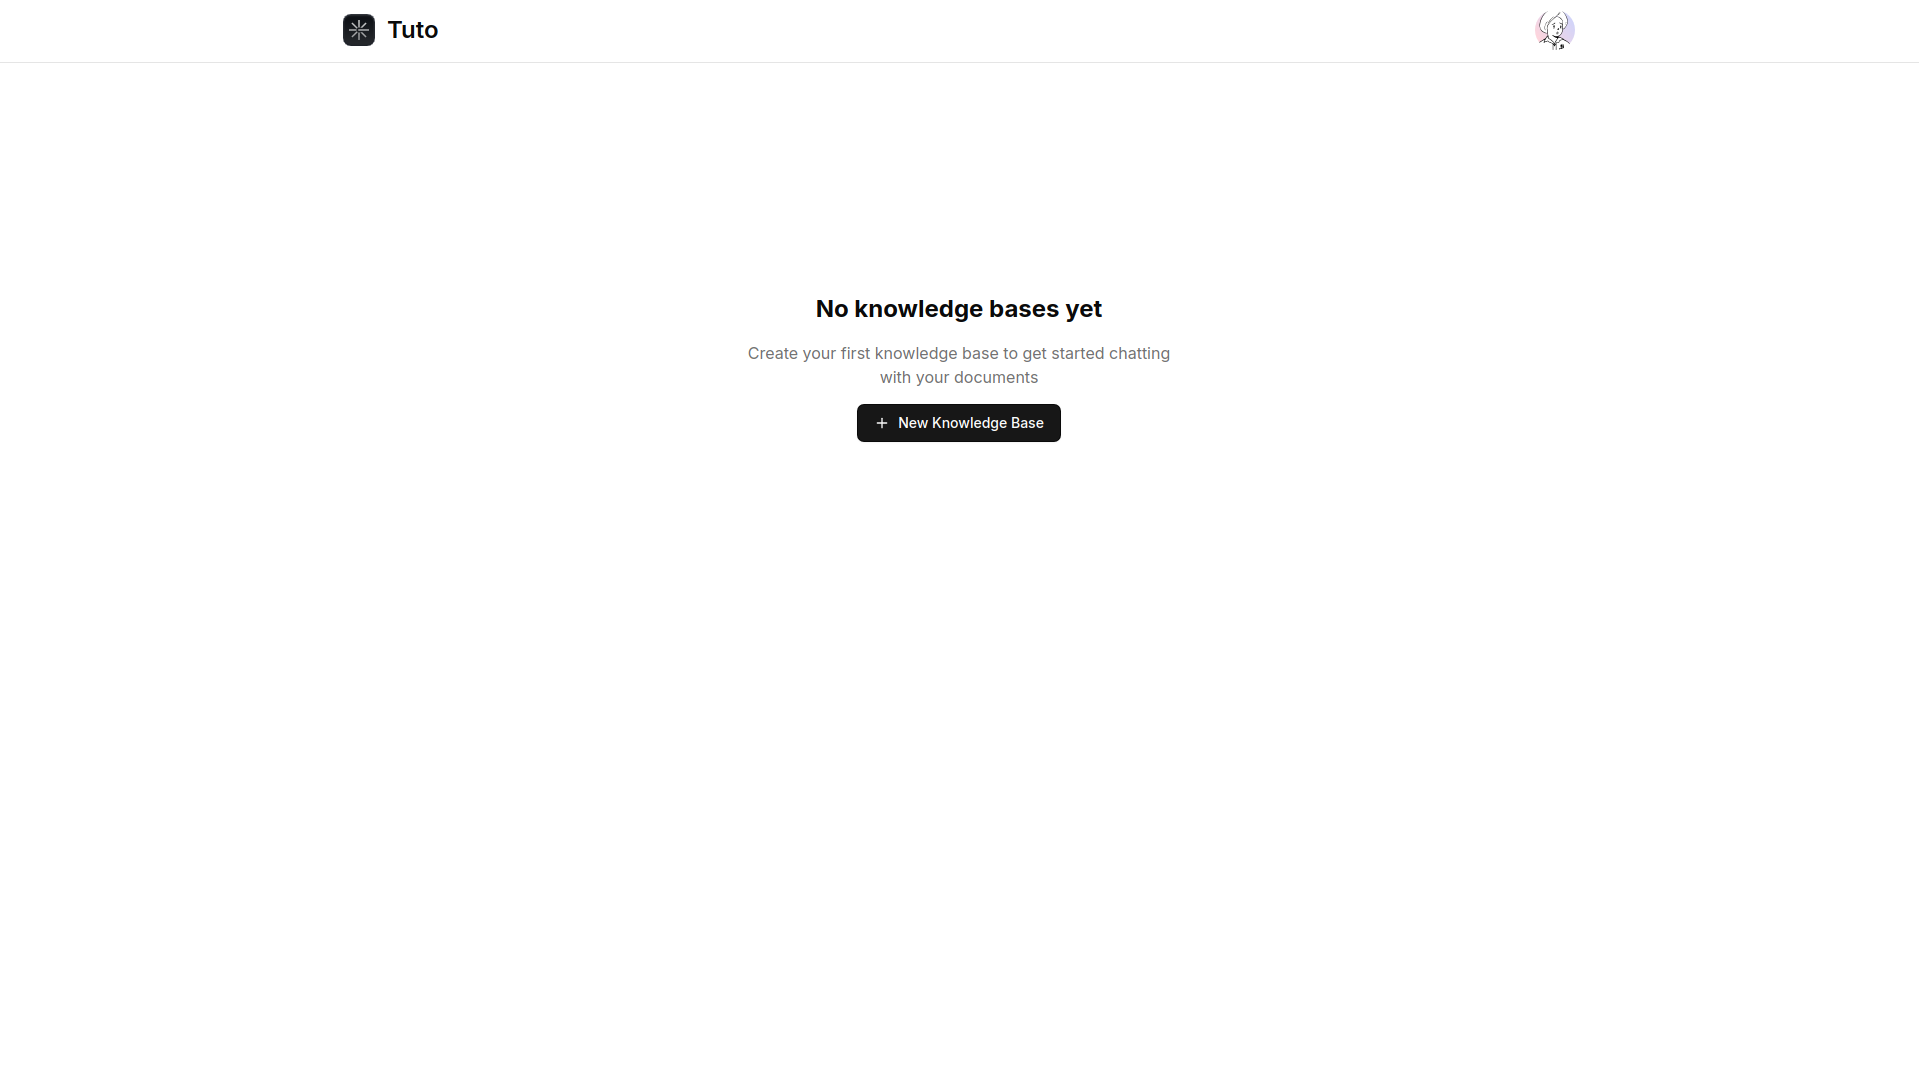 Tuto
No knowledge bases yet
Create your first knowledge base to get started chatting
with your documents
New Knowledge Base